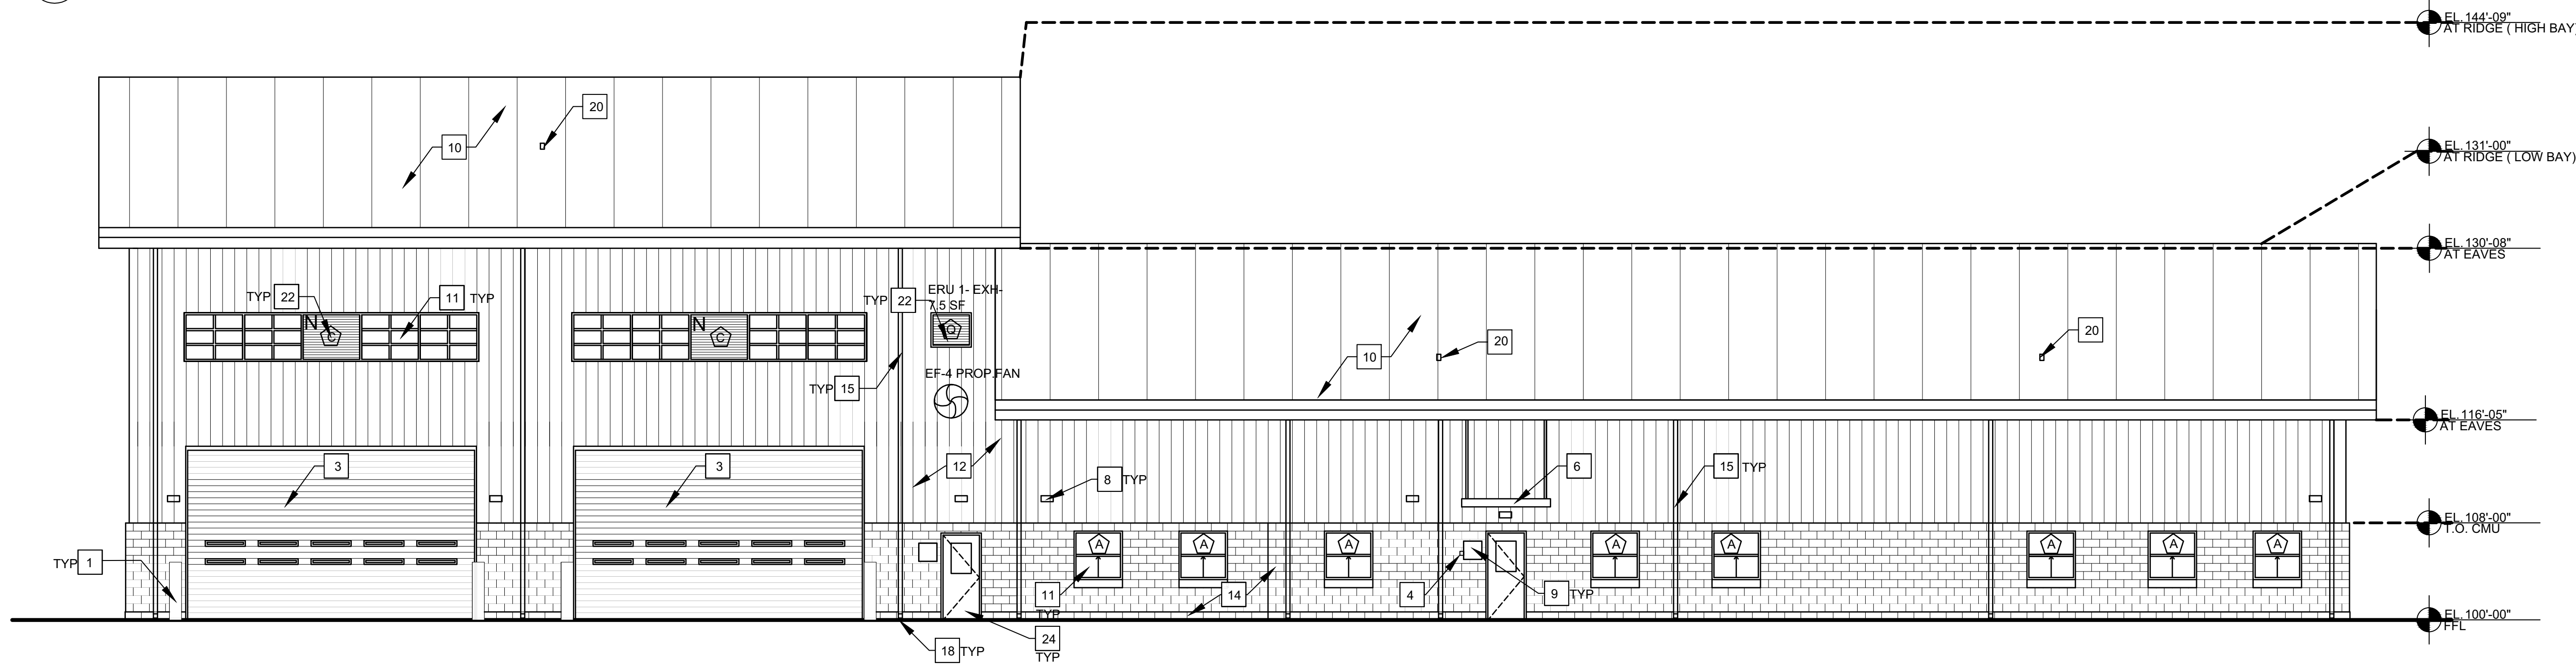 EL. 144'-09"
AT RIDGE ( HIGH BAY)
20
10
EL. 131'-00"
AT RIDGE ( LOW BAY)
EL. 130'-08"
AT EAVES
TYP 22
11 TYP
TYP 22
ERU 1- EXH-
7.5 SF
N
C
N
C
Q
20
20
10
EF-4 PROP.FAN
TYP 15
EL. 116'-05"
AT EAVES
3
3
12
8 TYP
6
15 TYP
EL. 108'-00"
T.O. CMU
A
A
A
A
A
A
A
A
TYP 1
11
TYP
14
4
9 TYP
EL. 100'-00"
FFL
18 TYP
24
TYP